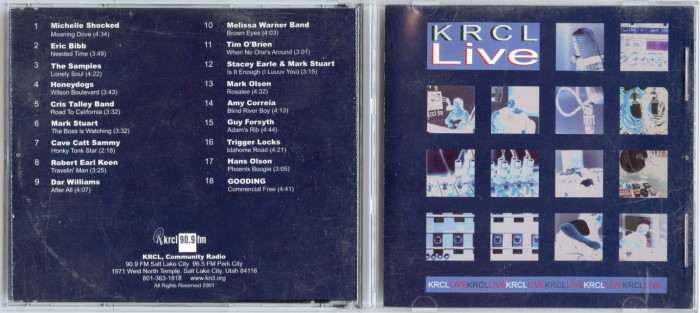 1 Michelle Shocked
Moaning Dove (4:34)
2 Eric Bibb
Needed Time (3:49)
3 The Samples
Lonely Soul (4:22)
4 Honeydogs
Wilson Boulevard (3:43)
5 Cris Talley Band
Road To California (3:32)
6 Mark Stuart
The Boss is Watching (3:32)
7 Cave Catt Sammy
Honky Tonk Star (2:18)
8 Robert Earl Keen
Travelin' Man (3:25)
9 Dar Williams
After All (4:07)
10 Melissa Warner Band
Brown Eyes (4:03)
11 Tim O'Brien
When No One's Around (3:01)
12 Stacey Earle & Mark Stuart
Is It Enough (I Luuuv You) (3:15)
13 Mark Olson
Rosalee (4:32)
14 Amy Correia
Blind River Boy (4:13)
15 Guy Forsyth
Adam's Rib (4:44)
16 Trigger Locks
Idahome Road (4:21)
17 Hans Olson
Phoenix Boogie (3:05)
18 GOODING
Commercial Free (4:41)
krcl 90.9 fm
KRCL, Community Radio
90.9 FM Salt Lake City 96.5 FM Park City
1971 West North Temple, Salt Lake City, Utah 84116
801-363-1818 www.krcl.org
All Rights Reserved 2001
KRCL
Live
KRCLLIVEKRCLLIVEKRCLLIVEKRCLLIVEKRCLLIVEKRCLLIVE